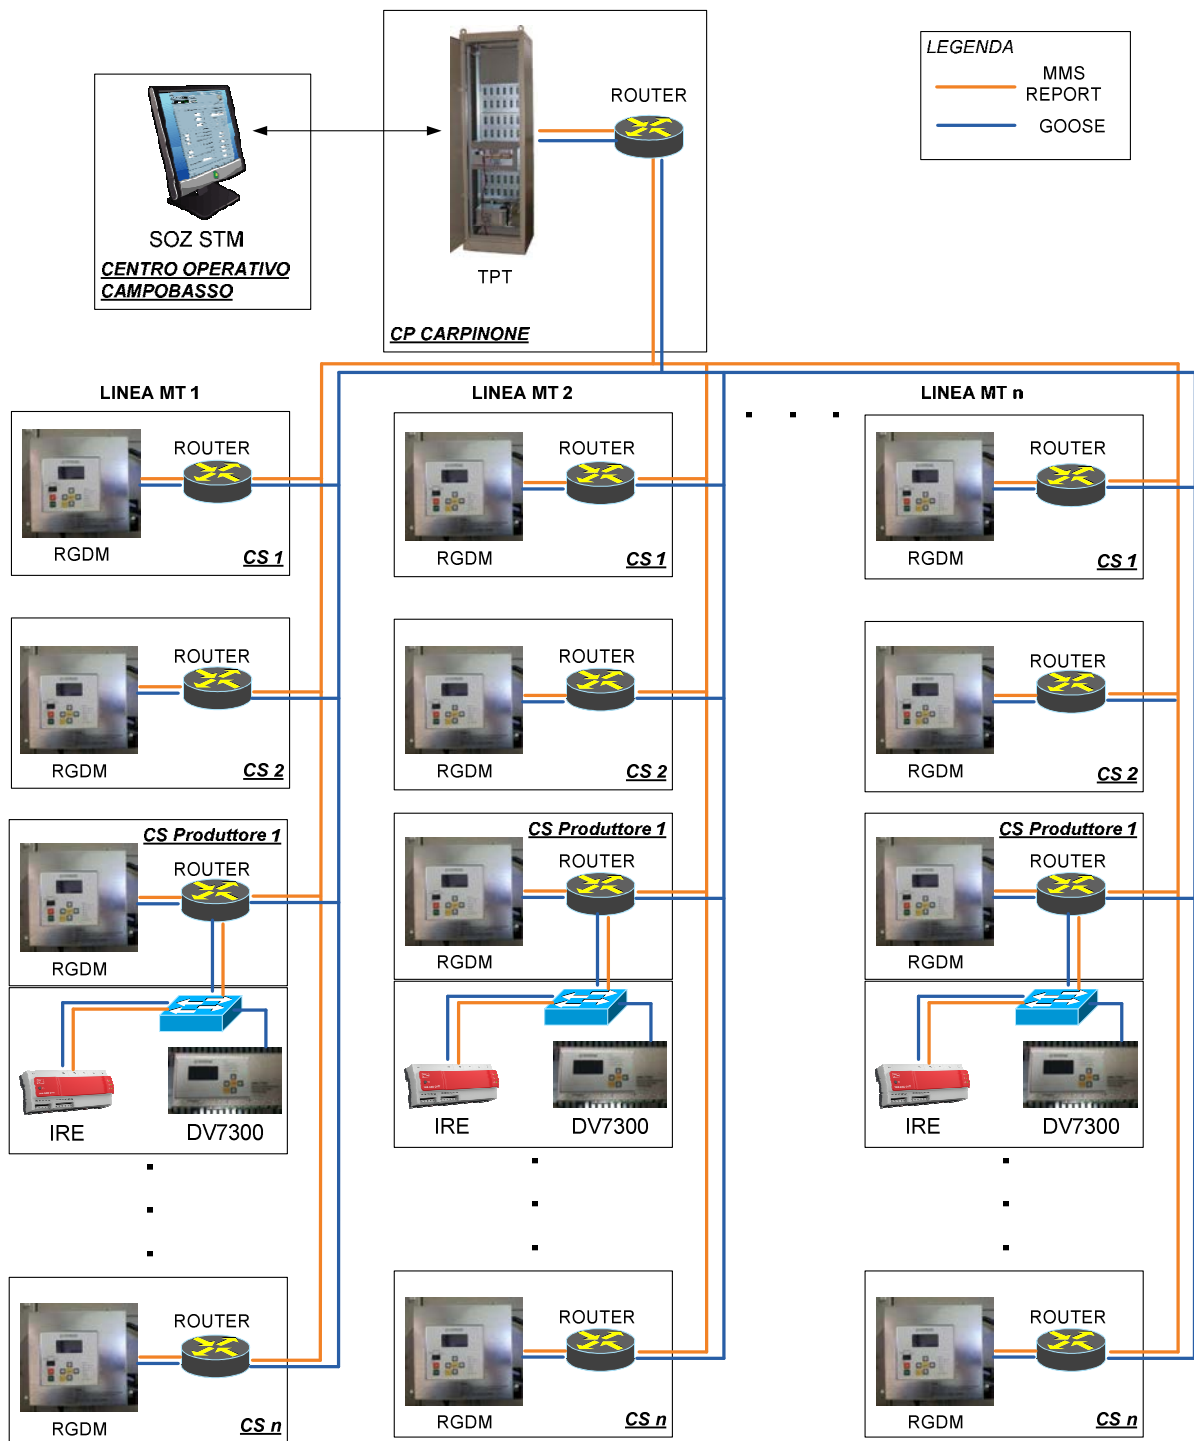 LEGENDA
MMS
REPORT
GOOSE
ROUTER
SOZ STM
CENTRO OPERATIVO
CAMPOBASSO
TPT
CP CARPINONE
LINEA MT 1
LINEA MT 2
LINEA MT n
ROUTER
RGDM
CS 1
ROUTER
RGDM
CS 1
ROUTER
RGDM
CS 1
ROUTER
RGDM
CS 2
ROUTER
RGDM
CS 2
ROUTER
RGDM
CS 2
CS Produttore 1
ROUTER
RGDM
CS Produttore 1
ROUTER
RGDM
CS Produttore 1
ROUTER
RGDM
IRE
DV7300
IRE
DV7300
IRE
DV7300
ROUTER
RGDM
CS n
ROUTER
RGDM
CS n
ROUTER
RGDM
CS n